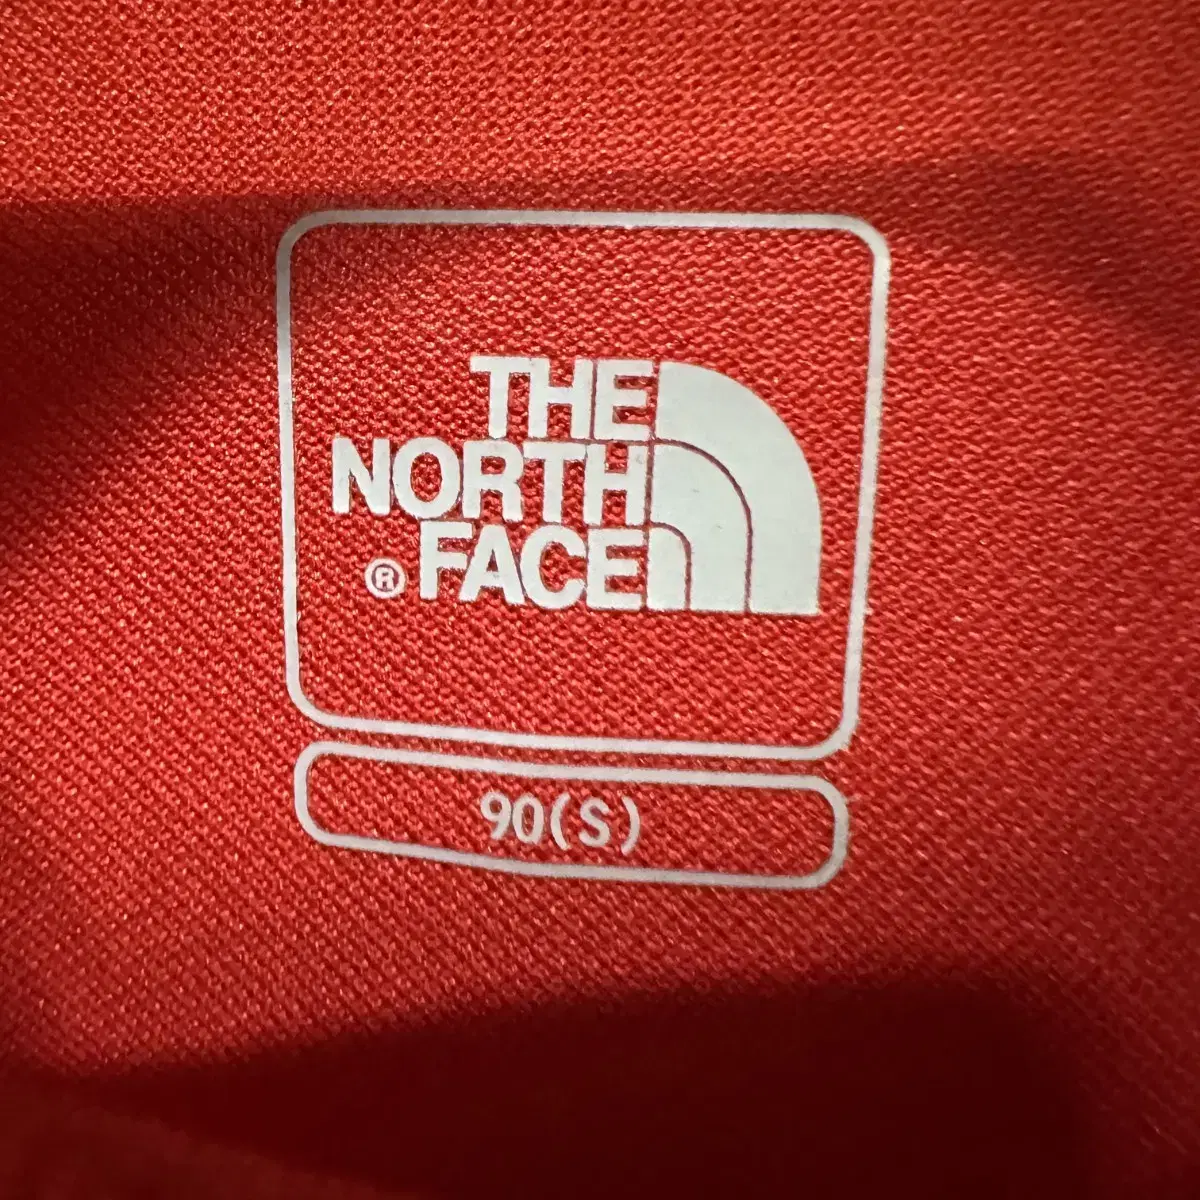 THE
NORTH
® FACE
90(S)